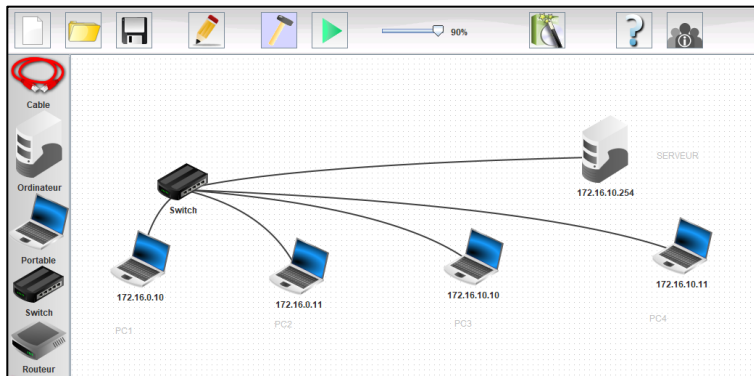 90%
Cable
Ordinateur
Portable
Switch
Routeur
SERVEUR
172.16.10.254
Switch
172.16.0.10
172.16.0.11
172.16.10.10
172.16.10.11
PC1
PC2
PC3
PC4